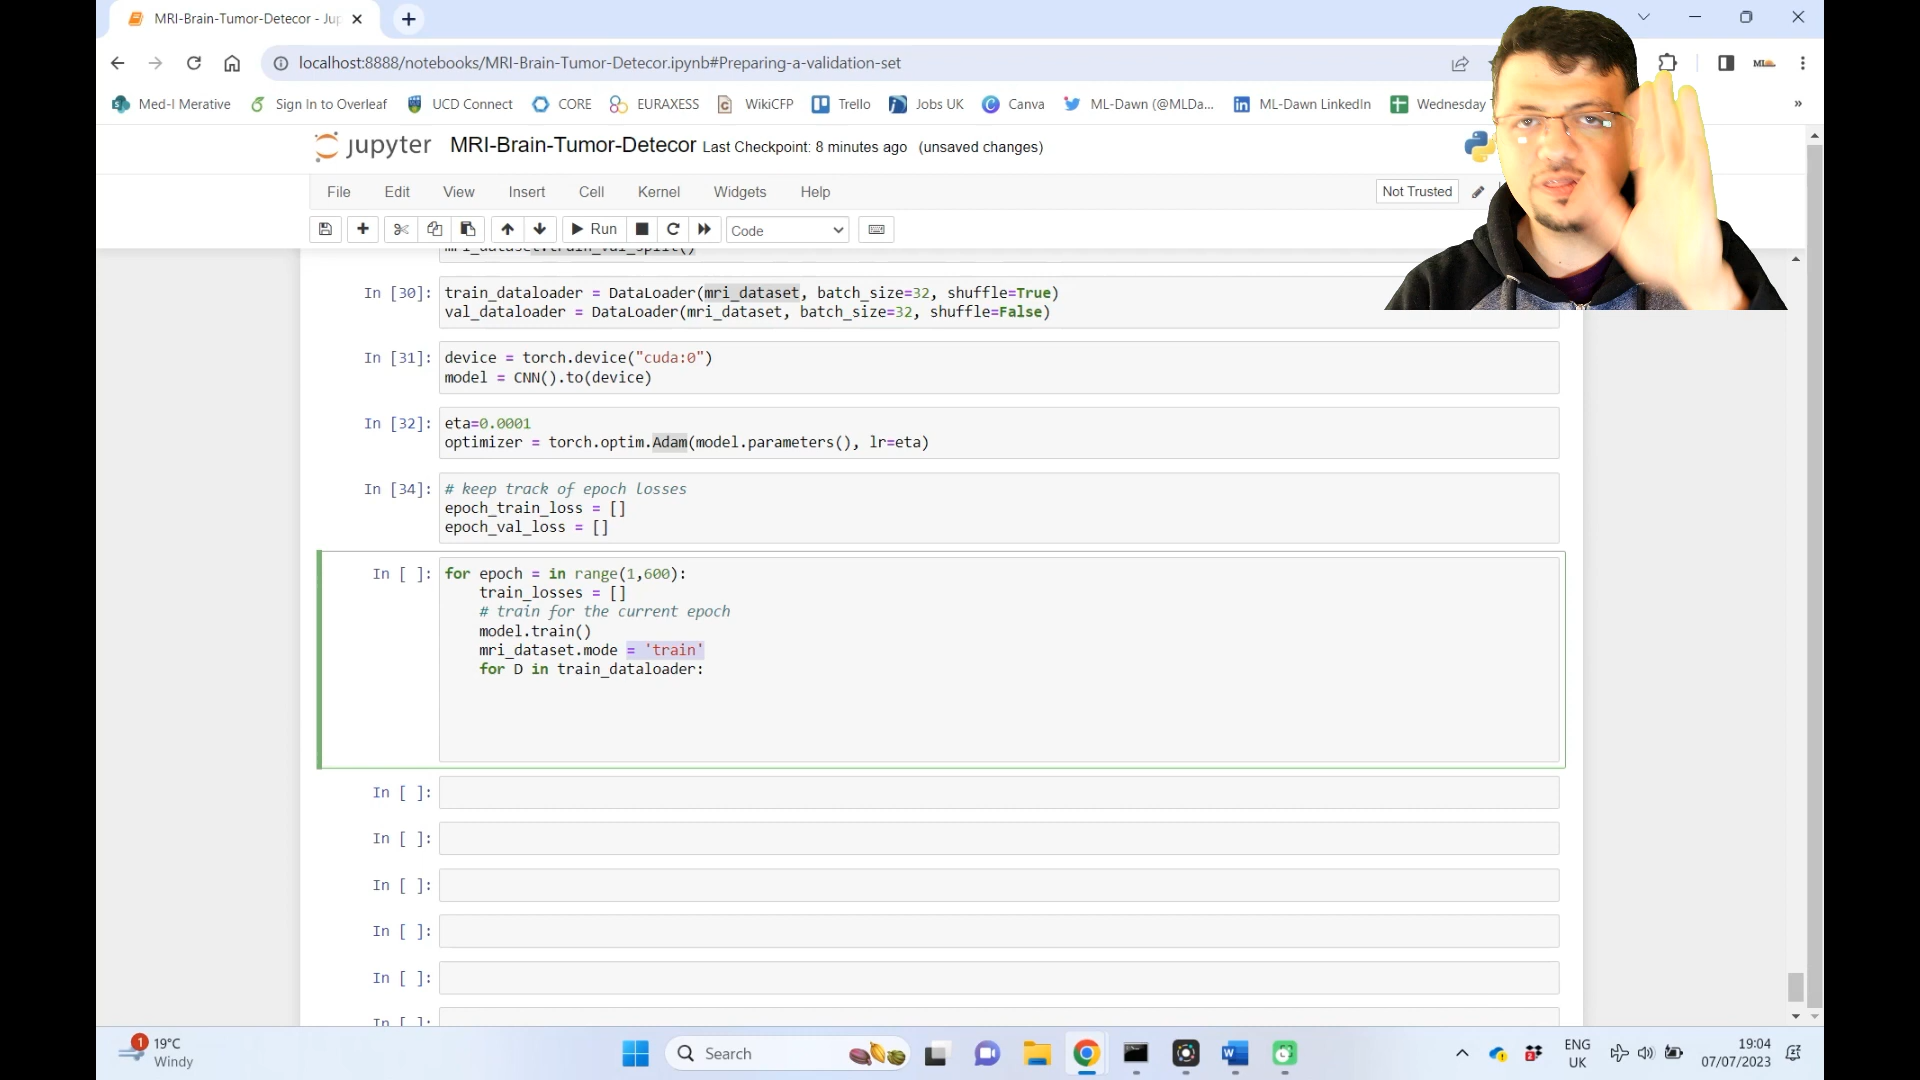 MRI-Brain-Tumor-Detecor - Jup
localhost:8888/notebooks/MRI-Brain-Tumor-Detecor.ipynb#Preparing-a-validation-set
Med-I Merative Sign In to Overleaf UCD Connect CORE EURAXESS WikiCFP Trello Jobs UK Canva ML-Dawn (@MLDa... ML-Dawn LinkedIn Wednesday »
jupyter MRI-Brain-Tumor-Detecor Last Checkpoint: 8 minutes ago (unsaved changes)
File Edit View Insert Cell Kernel Widgets Help Not Trusted
Run Code
mri_dataset.train_val_split()
In [30]: train_dataloader = DataLoader(mri_dataset, batch_size=32, shuffle=True)
val_dataloader = DataLoader(mri_dataset, batch_size=32, shuffle=False)
In [31]: device = torch.device("cuda:0")
model = CNN().to(device)
In [32]: eta=0.0001
optimizer = torch.optim.Adam(model.parameters(), lr=eta)
In [34]: # keep track of epoch losses
epoch_train_loss = []
epoch_val_loss = []
In [ ]: for epoch = in range(1,600):
train_losses = []
# train for the current epoch
model.train()
mri_dataset.mode = 'train'
for D in train_dataloader:
In [ ]:
In [ ]:
In [ ]:
In [ ]:
In [ ]:
In [ ]:
1 19°C
Windy
Search
ENG
UK
19:04
07/07/2023